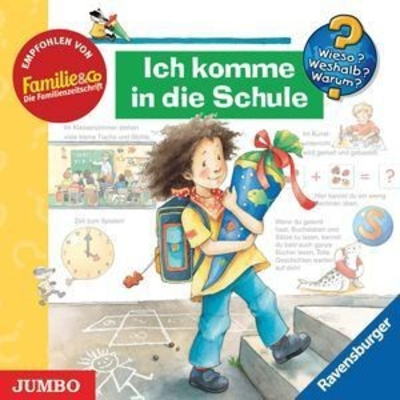 EMPFOHLEN VON
Familie&Co
Die Familienzeitschrift
Ich komme
in die Schule
Wieso?
Weshalb?
Warum?
Im Klassenzimmer stehen
viele kleine Tische und Stühle.
Im Kunst-
unterricht
wird gemalt und gebastelt.
+
=
?
Hier kannst du ein wenig
Zeit zum Spielen!
Wenn du gelernt
hast, Buchstaben und
Sätze zu lesen, kannst
du bald auch ganze
Bücher lesen. Tolle
Geschichten warten
auf dich!
S
JUMBO
Ravensburger